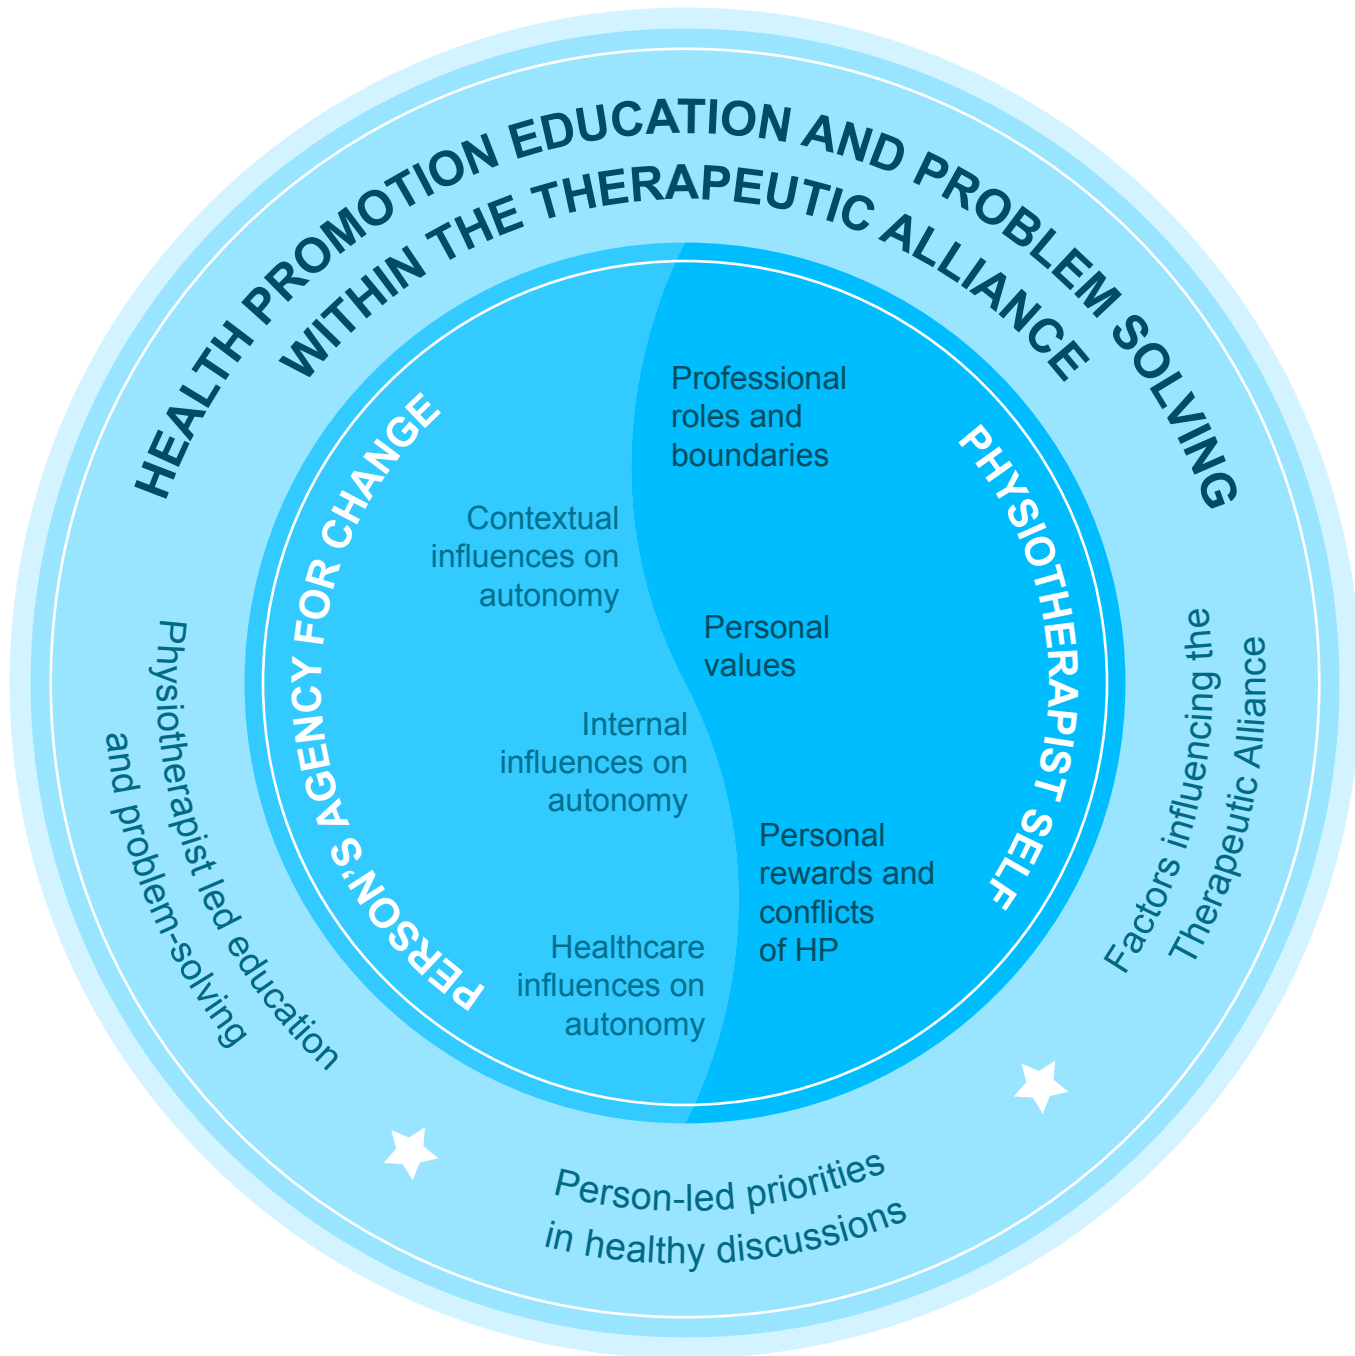 HEALTH PROMOTION EDUCATION AND PROBLEM SOLVING
WITHIN THE THERAPEUTIC ALLIANCE
PERSON'S AGENCY FOR CHANGE
Contextual
influences on
autonomy
Internal
influences on
autonomy
Healthcare
influences on
autonomy
PHYSIOTHERAPIST SELF
Professional
roles and
boundaries
Personal
values
Personal
rewards and
conflicts
of HP
Physiotherapist led education
and problem-solving
Person-led priorities
in healthy discussions
Factors influencing the
Therapeutic Alliance